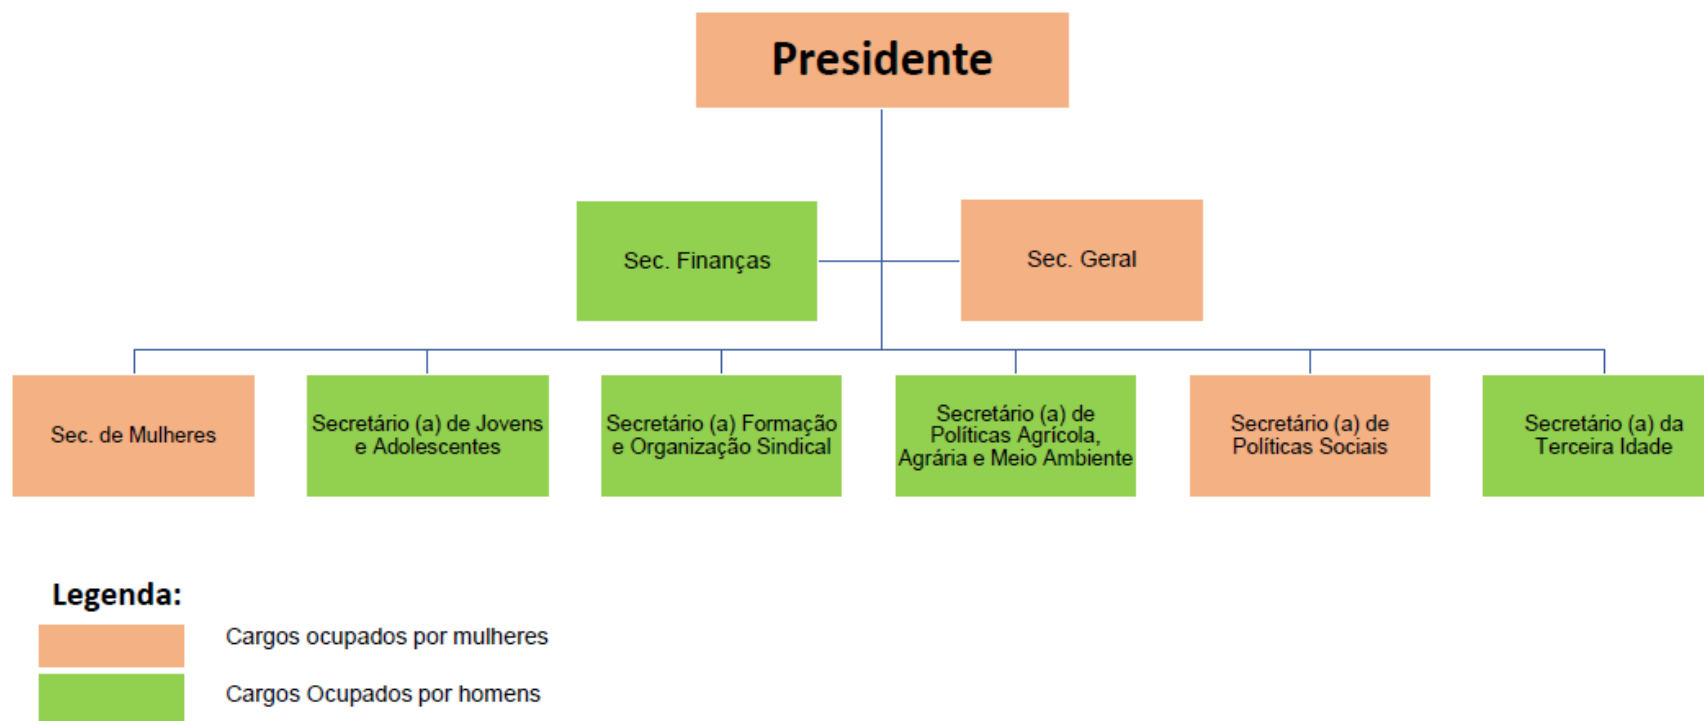 Presidente
Sec. Finanças
Sec. Geral
Sec. de Mulheres
Secretário (a) de Jovens
e Adolescentes
Secretário (a) Formação
e Organização Sindical
Secretário (a) de
Políticas Agrícola,
Agrária e Meio Ambiente
Secretário (a) de
Políticas Sociais
Secretário (a) da
Terceira Idade
Legenda:
Cargos ocupados por mulheres
Cargos Ocupados por homens